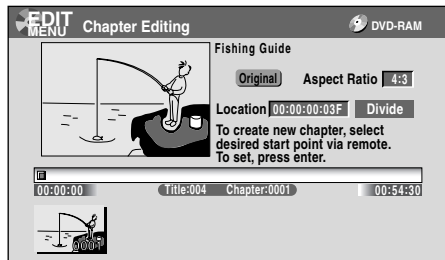 EDIT
MENU
Chapter Editing
DVD-RAM
Fishing Guide
Original
Aspect Ratio 4:3
Location 00:00:00:03F Divide
To create new chapter, select
desired start point via remote.
To set, press enter.
00:00:00 Title:004 Chapter:0001 00:54:30
0001